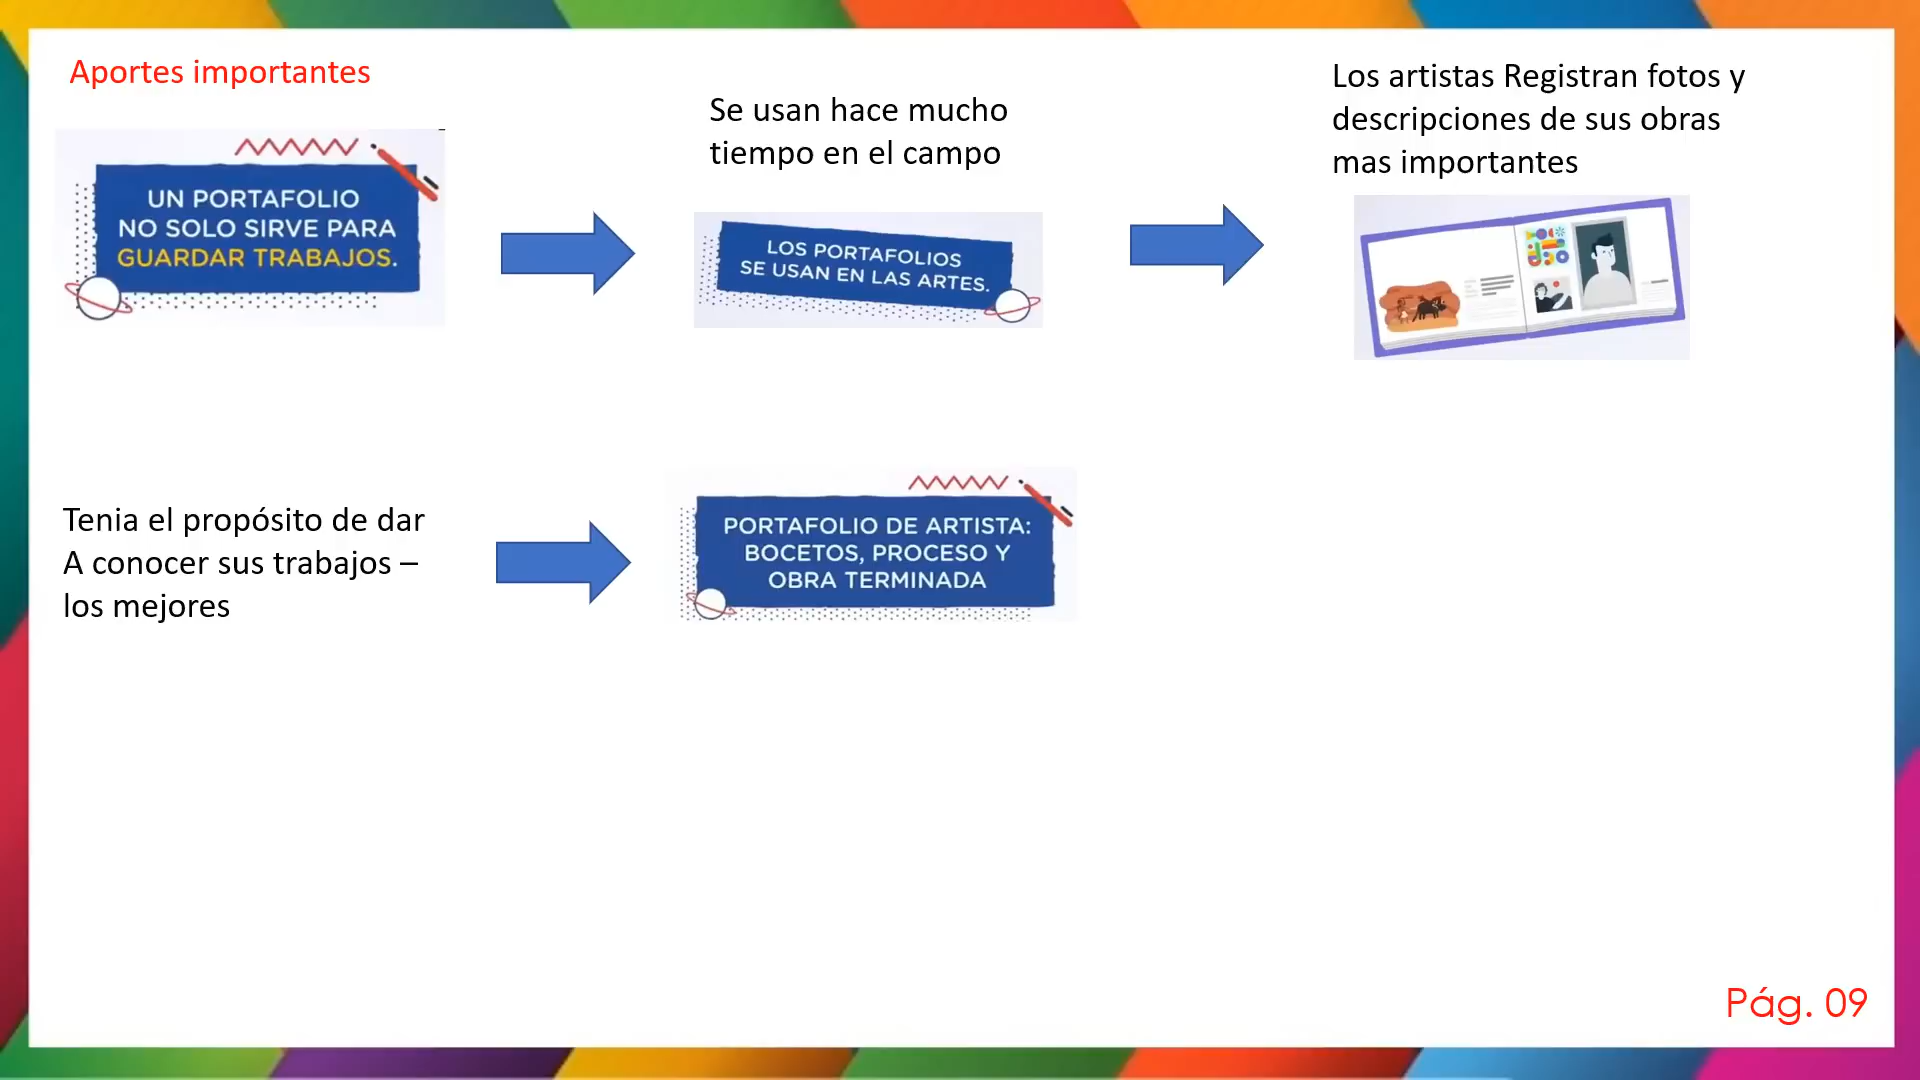 Aportes importantes
UN PORTAFOLIO
NO SOLO SIRVE PARA
GUARDAR TRABAJOS.
Se usan hace mucho
tiempo en el campo
LOS PORTAFOLIOS
SE USAN EN LAS ARTES.
Los artistas Registran fotos y
descripciones de sus obras
mas importantes
Tenia el propósito de dar
A conocer sus trabajos –
los mejores
PORTAFOLIO DE ARTISTA:
BOCETOS, PROCESO Y
OBRA TERMINADA
Pág. 09